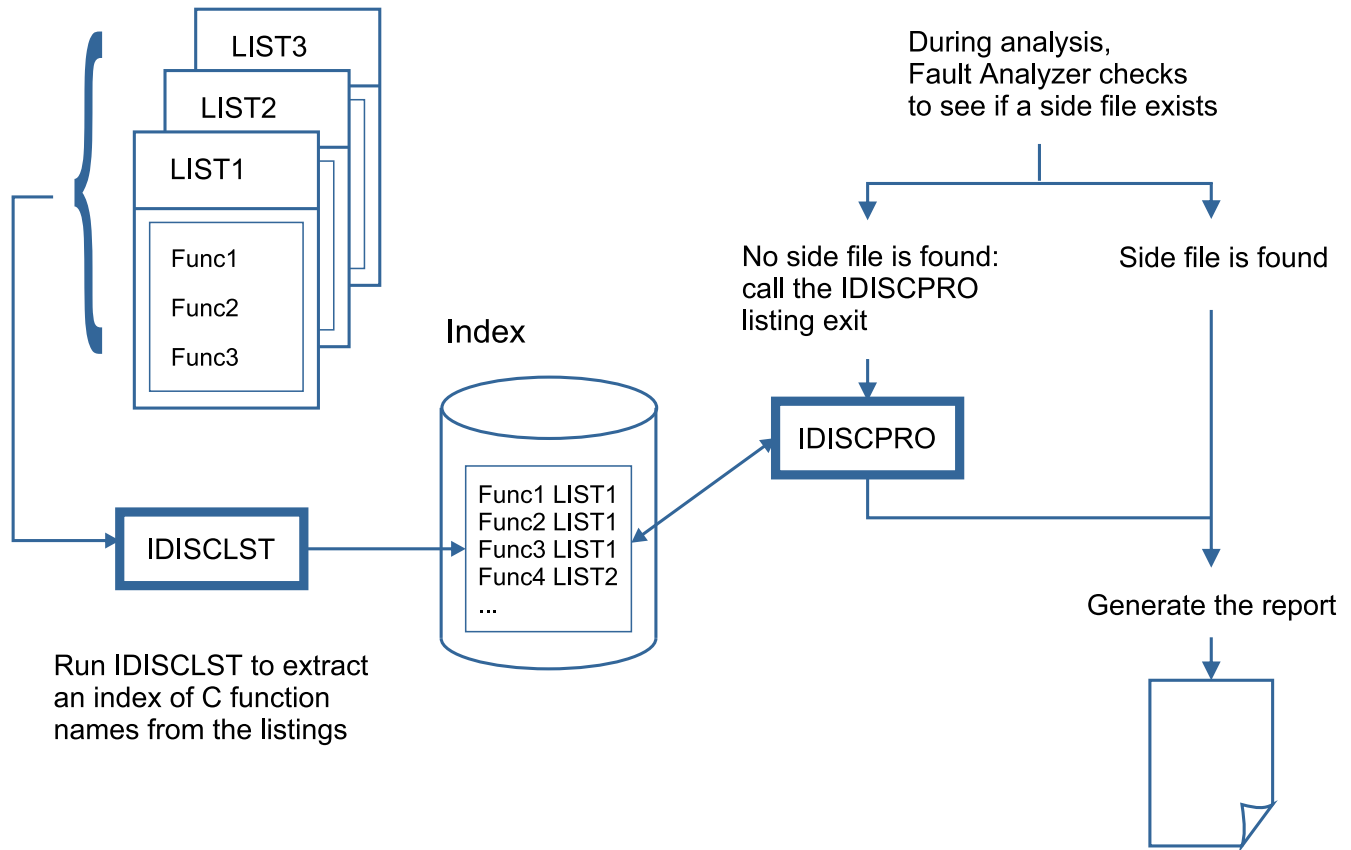 LIST3
LIST2
LIST1
Func1
Func2
Func3
Index
Func1 LIST1
Func2 LIST1
Func3 LIST1
Func4 LIST2
...
IDISCLST
Run IDISCLST to extract
an index of C function
names from the listings
During analysis,
Fault Analyzer checks
to see if a side file exists
No side file is found:
call the IDISCPRO
listing exit
Side file is found
IDISCPRO
Generate the report